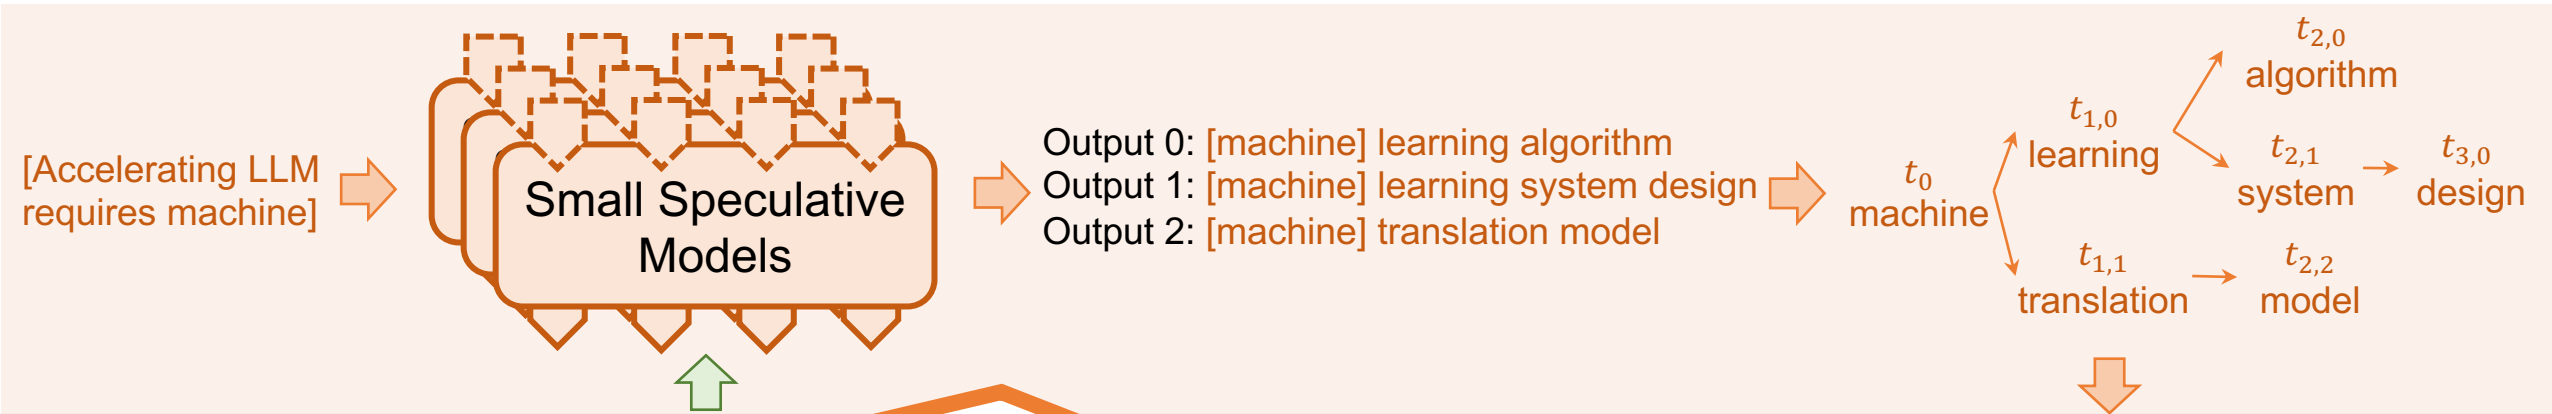 [Accelerating LLM
requires machine]
Small Speculative
Models
Output 0: [machine] learning algorithm
Output 1: [machine] learning system design
Output 2: [machine] translation model
t₀
machine
t₁,₀
learning
t₁,₁
translation
t₂,₀
algorithm
t₂,₁
system
t₂,₂
model
t₃,₀
design